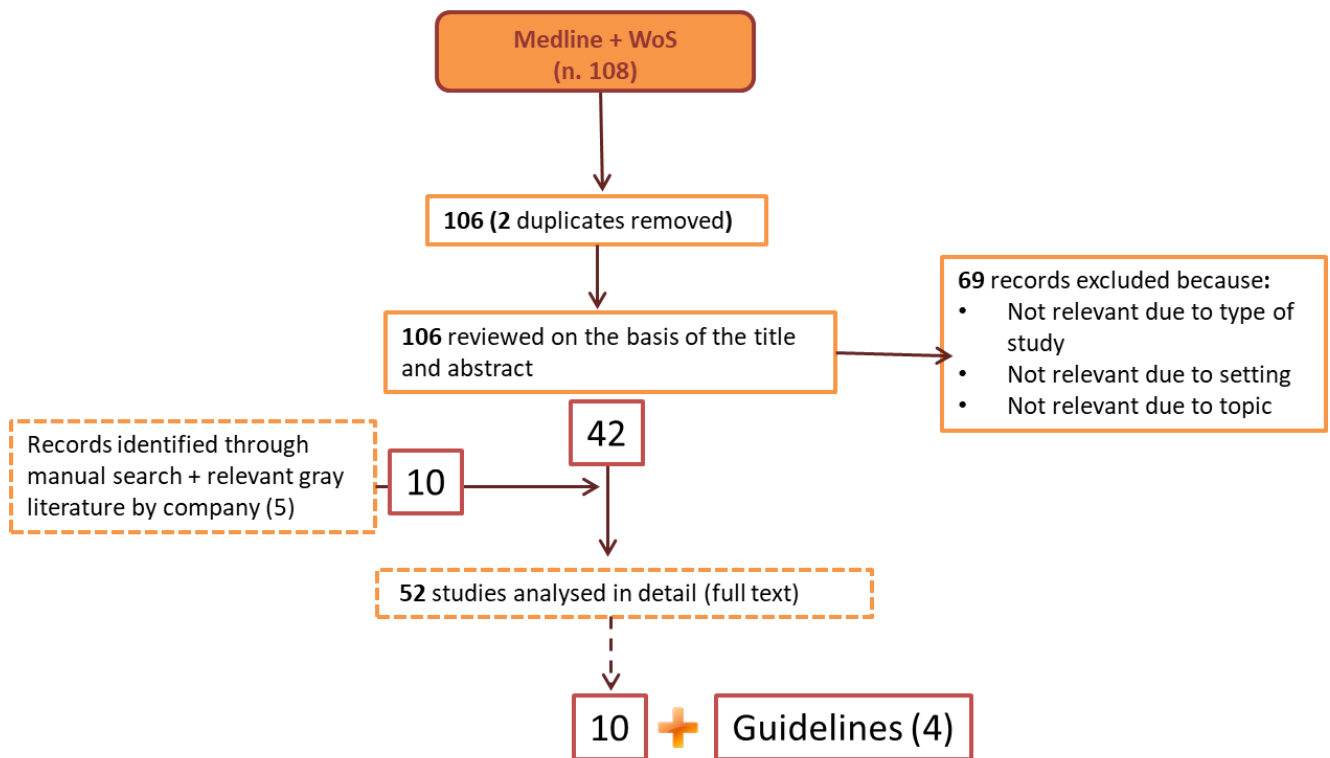 Medline + WoS
(n. 108)
106 (2 duplicates removed)
106 reviewed on the basis of the title
and abstract
69 records excluded because:
• Not relevant due to type of
study
• Not relevant due to setting
• Not relevant due to topic
42
Records identified through
manual search + relevant gray
literature by company (5)
10
52 studies analysed in detail (full text)
10
Guidelines (4)